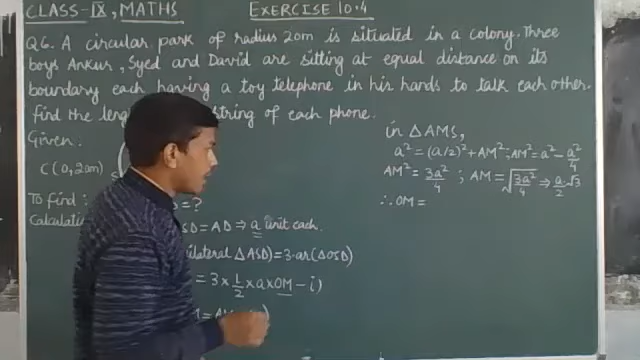 CLASS-IX, MATHS EXERCISE 10.4
Q6. A circular park of radius 20m is situated in a colony. Three
boys Ankur, Syed and David are sitting at equal distance on its
boundary each having a toy telephone in his hands to talk each other.
find the string of each phone.
Given
C(0, 20m) S
To find: = ?
SD = AD ⇒ a unit each.
ΔASD) = 3·ar(ΔOSD)
= 3 × 1/2 × a × OM - i)
in ΔAMS,
a² = (a/2)² + AM²; AM² = a² - a²/4
AM² = 3a²/4 ; AM = √(3a²/4) ⇒ a/2·√3
∴ OM =